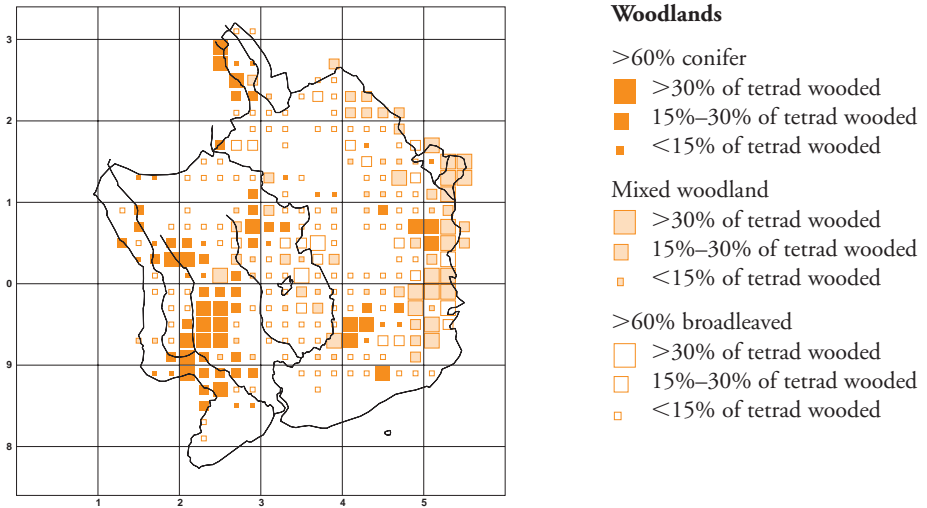 Woodlands
>60% conifer
>30% of tetrad wooded
15%–30% of tetrad wooded
<15% of tetrad wooded
Mixed woodland
>30% of tetrad wooded
15%–30% of tetrad wooded
<15% of tetrad wooded
>60% broadleaved
>30% of tetrad wooded
15%–30% of tetrad wooded
<15% of tetrad wooded
3
2
1
0
9
8
1 2 3 4 5